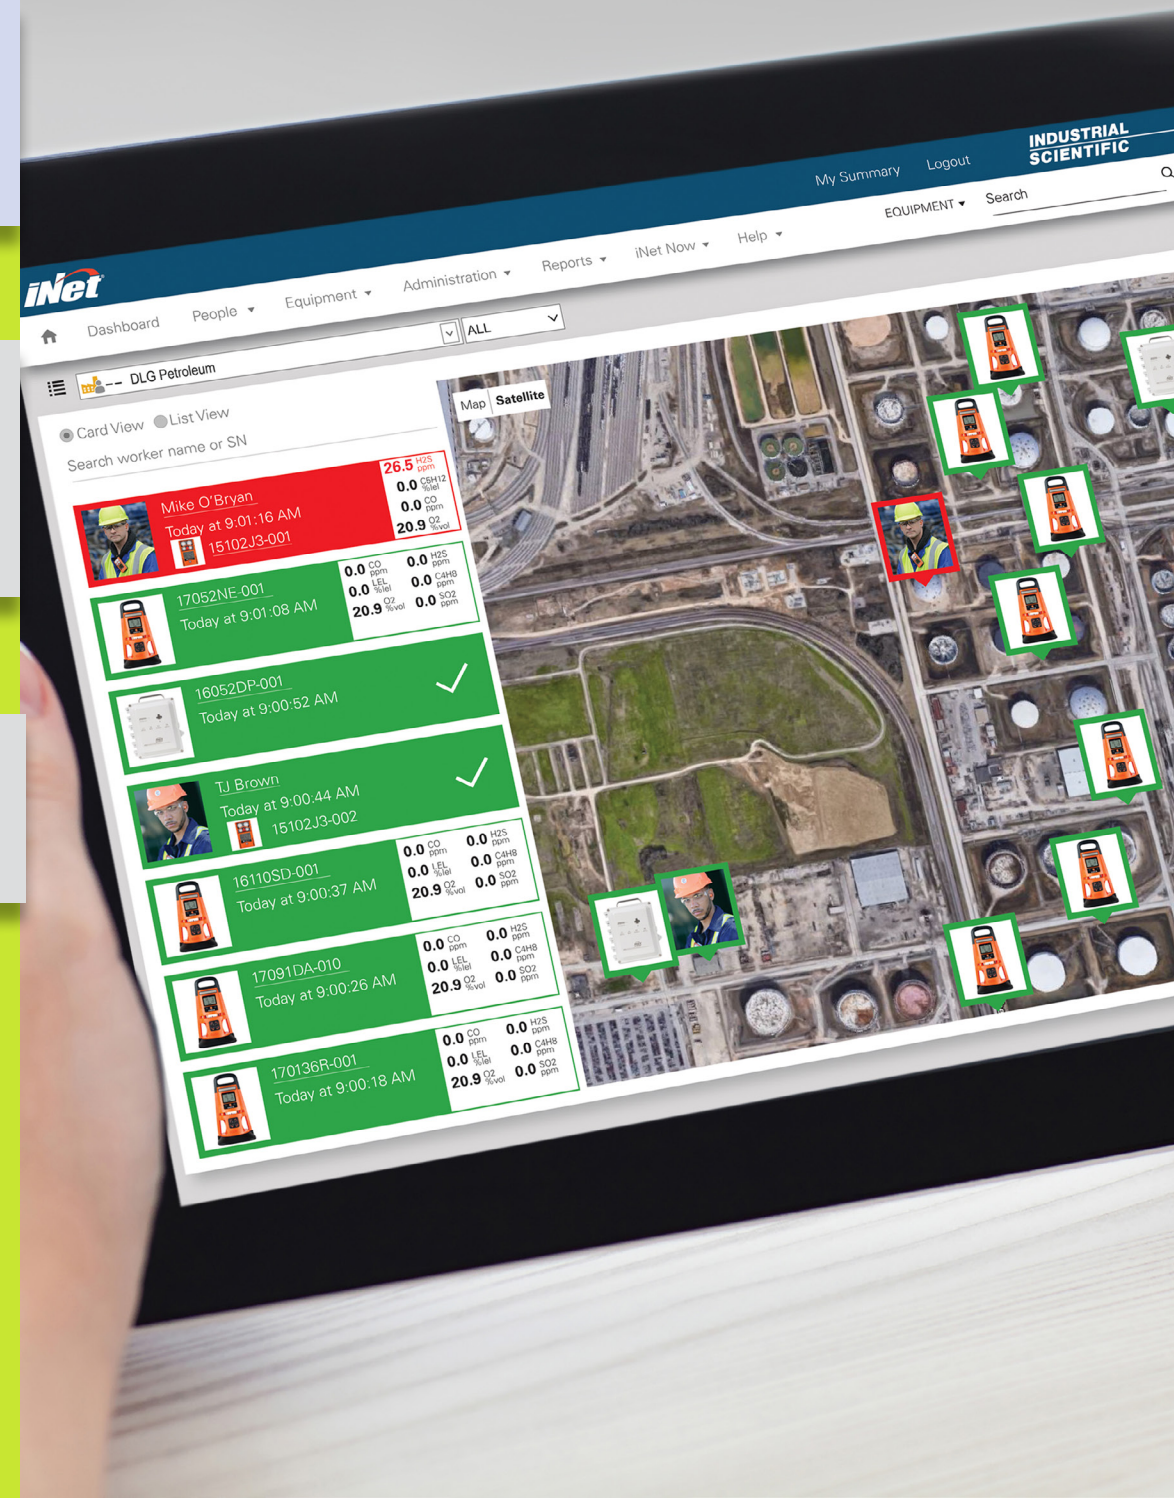 INDUSTRIAL
SCIENTIFIC
My Summary
Logout
iNet
Dashboard
People
Equipment
Administration
Reports
iNet Now
Help
EQUIPMENT
Search
-- DLG Petroleum
ALL
Card View
List View
Search worker name or SN
Map
Satellite
Mike O'Bryan
Today at 9:01:16 AM
15102J3-001
26.5 H2S ppm
0.0 C5H12 %lel
0.0 CO ppm
20.9 O2 %vol
17052NE-001
Today at 9:01:08 AM
0.0 CO ppm 0.0 H2S ppm
0.0 LEL %lel 0.0 C4H8 ppm
20.9 O2 %vol 0.0 SO2 ppm
16052DP-001
Today at 9:00:52 AM
TJ Brown
Today at 9:00:44 AM
15102J3-002
16110SD-001
Today at 9:00:37 AM
0.0 CO ppm 0.0 H2S ppm
0.0 LEL %lel 0.0 C4H8 ppm
20.9 O2 %vol 0.0 SO2 ppm
17091DA-010
Today at 9:00:26 AM
0.0 CO ppm 0.0 H2S ppm
0.0 LEL %lel 0.0 C4H8 ppm
20.9 O2 %vol 0.0 SO2 ppm
170136R-001
Today at 9:00:18 AM
0.0 CO ppm 0.0 H2S ppm
0.0 LEL %lel 0.0 C4H8 ppm
20.9 O2 %vol 0.0 SO2 ppm